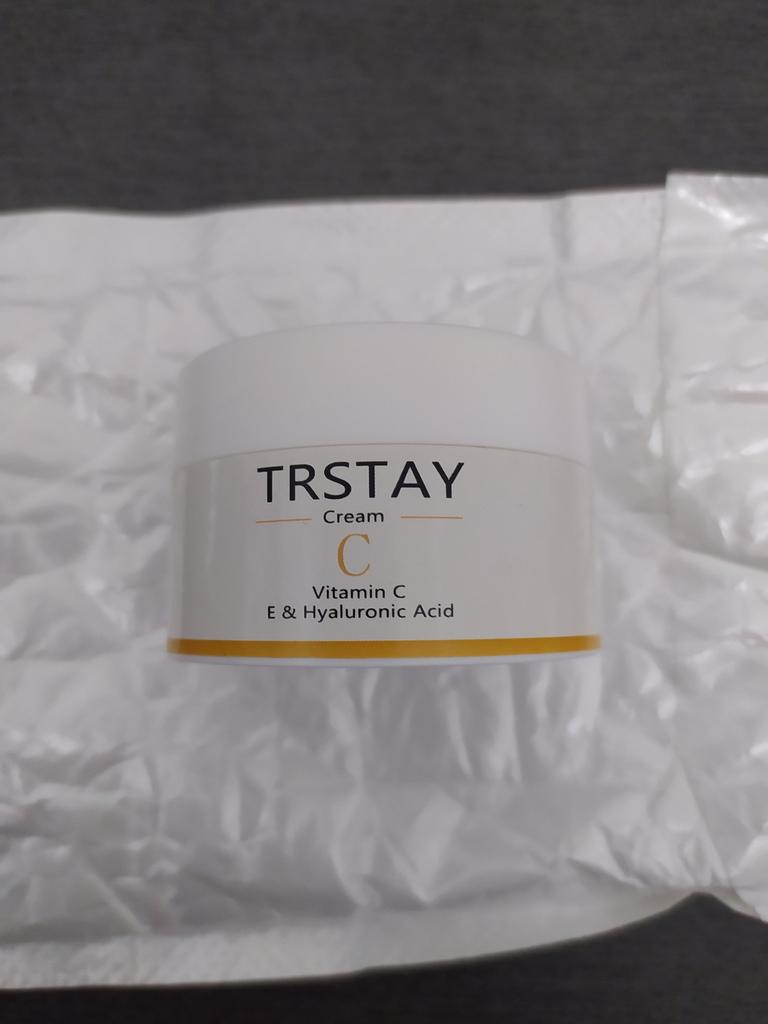 TRSTAY
Cream
C
Vitamin C
E & Hyaluronic Acid